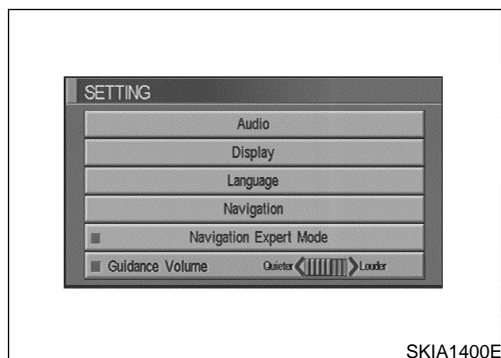 SETTING
Audio
Display
Language
Navigation
Navigation Expert Mode
Guidance Volume Quieter Louder
SKIA1400E